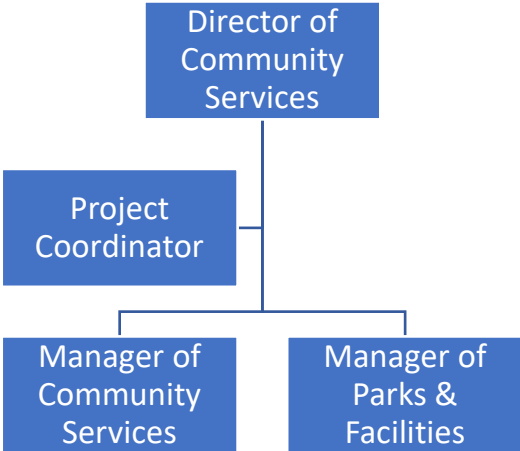 Director of
Community
Services
Project
Coordinator
Manager of
Community
Services
Manager of
Parks &
Facilities